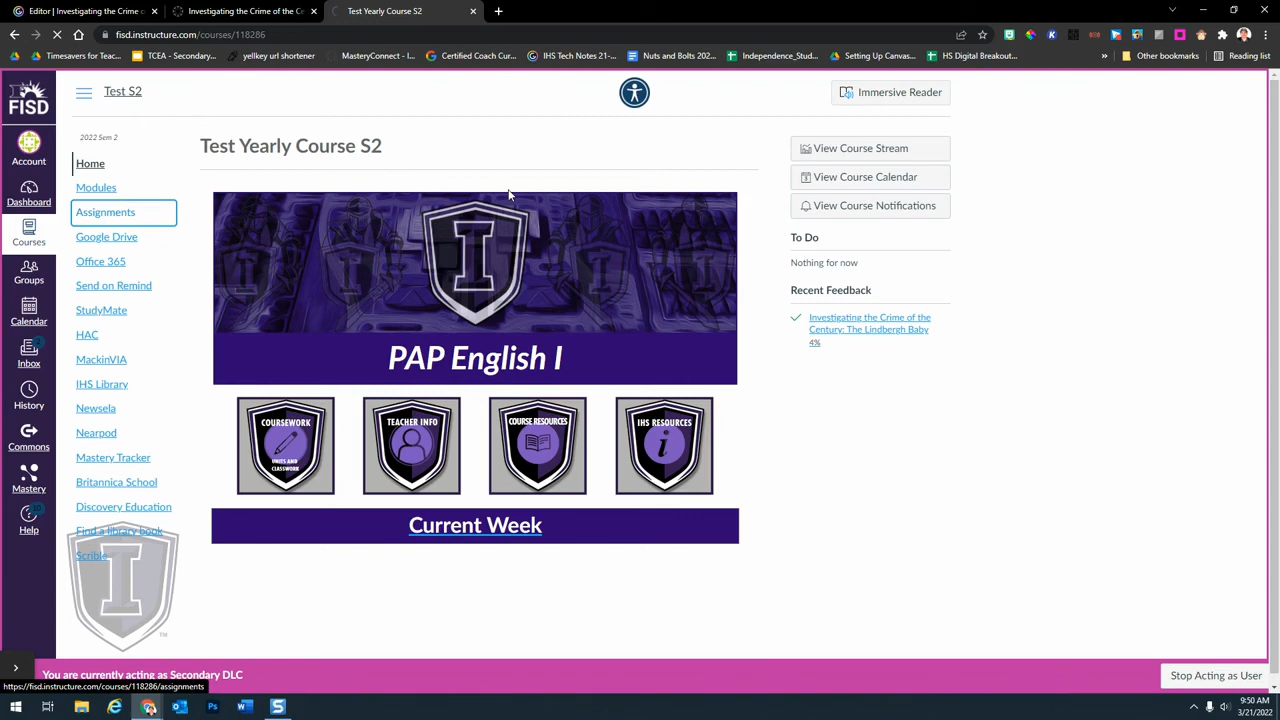 Editor | Investigating the Crime o
Investigating the Crime of the Ce
Test Yearly Course S2
fisd.instructure.com/courses/118286
Timesavers for Teac...
TCEA - Secondary...
yellkey url shortener
MasteryConnect - I...
Certified Coach Cur...
IHS Tech Notes 21-...
Nuts and Bolts 2022...
Independence_Stud...
Setting Up Canvas...
HS Digital Breakout...
»
Other bookmarks
Reading list
FISD
Account
Dashboard
Courses
Groups
Calendar
Inbox
History
Commons
Mastery
Help
Test S2
Immersive Reader
2022 Sem 2
Home
Modules
Assignments
Google Drive
Office 365
Send on Remind
StudyMate
HAC
MackinVIA
IHS Library
Newsela
Nearpod
Mastery Tracker
Britannica School
Discovery Education
Find a library book
Scrible
I
TM
Test Yearly Course S2
I
PAP English I
COURSEWORK
UNITS AND
CLASSWORK
TEACHER INFO
COURSE RESOURCES
IHS RESOURCES
i
Current Week
View Course Stream
View Course Calendar
View Course Notifications
To Do
Nothing for now
Recent Feedback
Investigating the Crime of the
Century: The Lindbergh Baby
4%
You are currently acting as Secondary DLC
Stop Acting as User
https://fisd.instructure.com/courses/118286/assignments
9:50 AM
3/21/2022